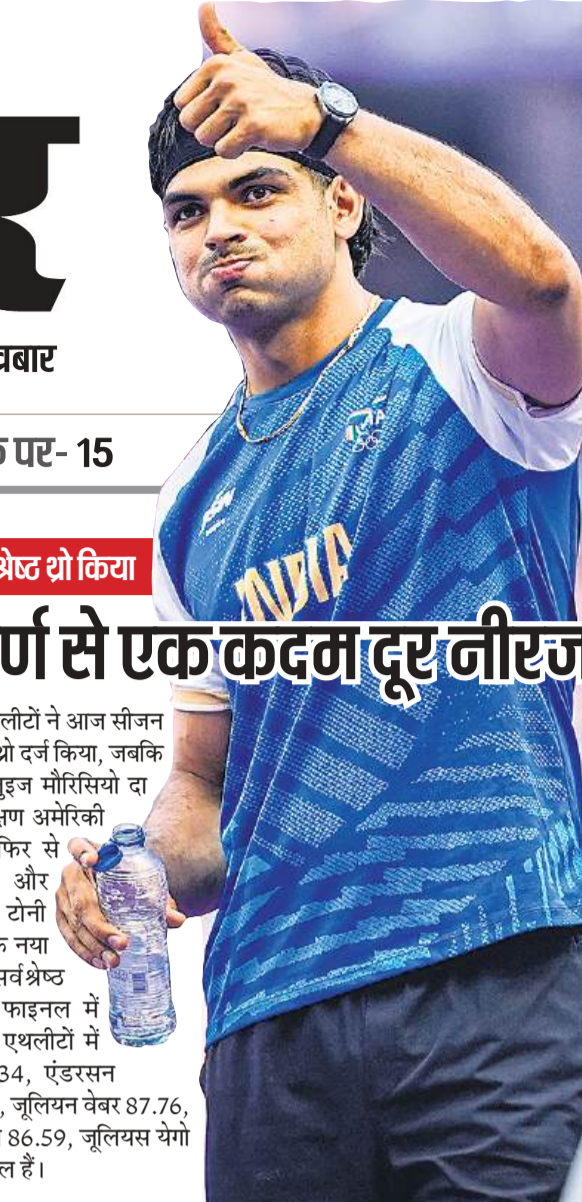 पर- 15
श्रेष्ठ थ्रो किया
से एक कदम दूर नीरज
INDIA
ने आज सीजन
थ्रो दर्ज किया, जबकि
मौरिसियो दा
अमेरिकी
फिर से
और
टोनी
नया
सर्वश्रेष्ठ
फाइनल में
एथलीटों में
34, एंडरसन
, जूलियन वेबर 87.76,
86.59, जूलियस येगो
हैं।